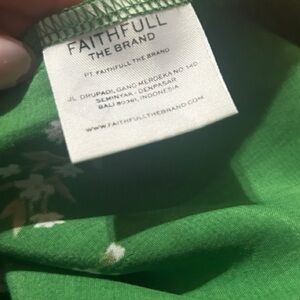 FAITHFULL
THE BRAND
PT. FAITHFULL THE BRAND
JL. DRUPADI, GANG MERDEKA NO 14D
SEMINYAK - DENPASAR
BALI 80361, INDONESIA
WWW.FAITHFULLTHEBRAND.COM